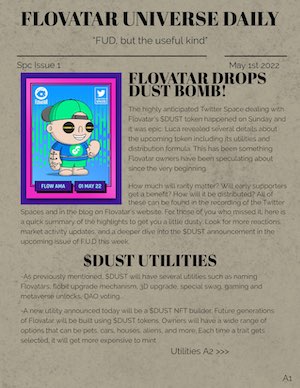 FLOVATAR UNIVERSE DAILY
"FUD, but the useful kind"
Spc Issue 1
May 1st 2022
FLOVATAR DROPS
DUST BOMB!
FLOW AMA
01 MAY 22
The highly anticipated Twitter Space dealing with
Flovatar's $DUST token happened on Sunday and
it was epic. Luca revealed several details about
the upcoming token including its utilities and
distribution formula. This has been something
Flovatar owners have been speculating about
since the very beginning.
How much will rarity matter? Will early supporters
get a benefit? How will it be distributed? All of
these can be found in the recording of the Twitter
Spaces and in the blog on Flovatar's website. For those of you who missed it, here is
a quick summary of the highlights to get you a little dusty. Look for more reactions,
market activity updates, and a deeper dive into the $DUST announcement in the
upcoming issue of F.U.D this week.
$DUST UTILITIES
-As previously mentioned, $DUST will have several utilities such as naming
Flovatars, flobit upgrade mechanism, 3D upgrade, special swag, gaming and
metaverse unlocks, DAO voting...
-A new utility announced today will be a $DUST NFT builder. Future generations
of Flovatar will be built using $DUST tokens. Owners will have a wide range of
options that can be pets, cars, houses, aliens, and more. Each time a trait gets
selected, it will get more expensive to mint
Utilities A2 >>>
A1